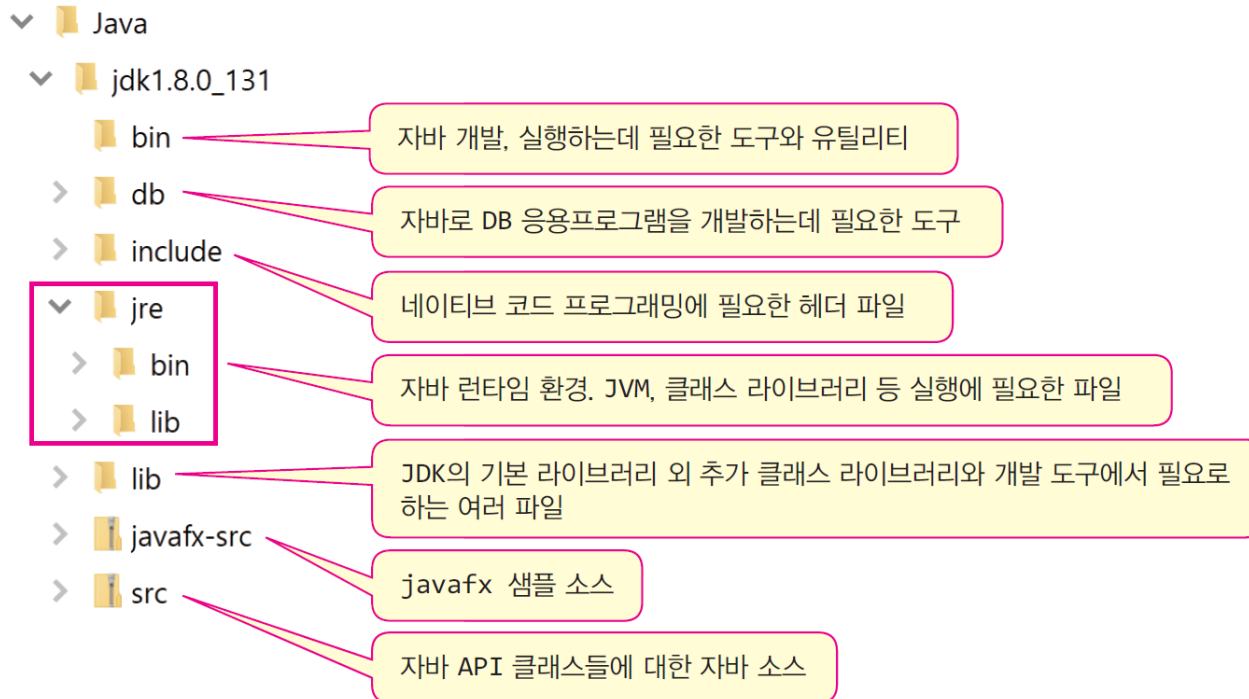 Java
jdk1.8.0_131
bin
자바 개발, 실행하는데 필요한 도구와 유틸리티
db
자바로 DB 응용프로그램을 개발하는데 필요한 도구
include
네이티브 코드 프로그래밍에 필요한 헤더 파일
jre
bin
자바 런타임 환경. JVM, 클래스 라이브러리 등 실행에 필요한 파일
lib
lib
JDK의 기본 라이브러리 외 추가 클래스 라이브러리와 개발 도구에서 필요로
하는 여러 파일
javafx-src
javafx 샘플 소스
src
자바 API 클래스들에 대한 자바 소스